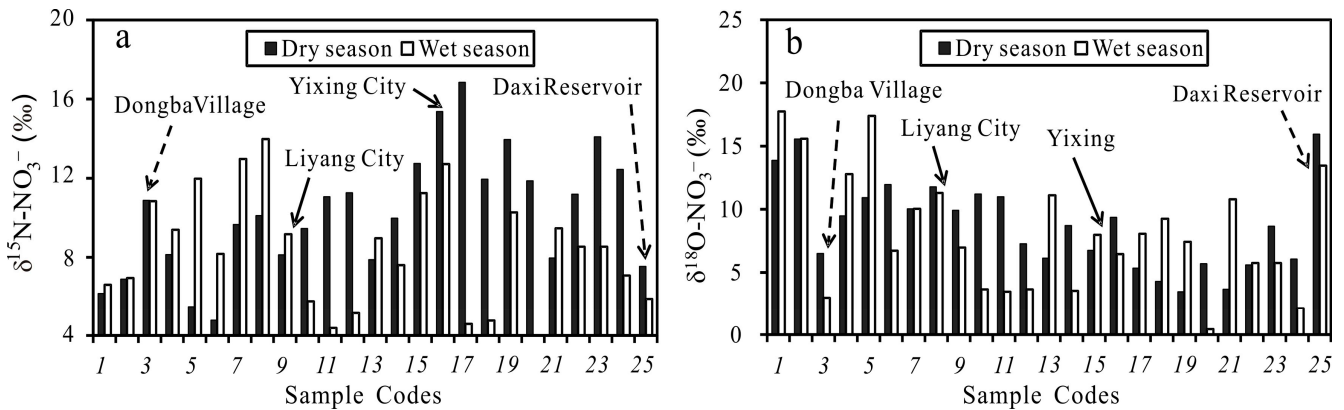 δ¹⁵N-NO₃⁻ (‰)
20
16
12
8
4
a
Dry season Wet season
Yixing City
DaxiReservoir
DongbaVillage
Liyang City
1 3 5 7 9 11 13 15 17 19 21 23 25
Sample Codes
δ¹⁸O-NO₃⁻ (‰)
25
20
15
10
5
0
b
Dry season Wet season
Dongba Village
Daxi Reservoir
Liyang City
Yixing
1 3 5 7 9 11 13 15 17 19 21 23 25
Sample Codes